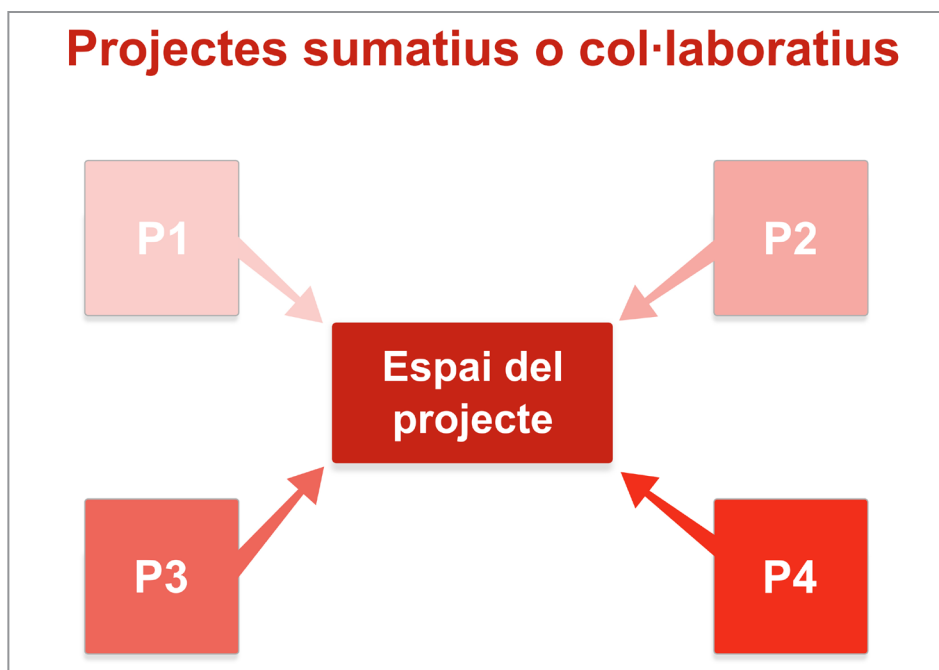 Projectes sumatius o col·laboratius
P1
P2
Espai del
projecte
P3
P4